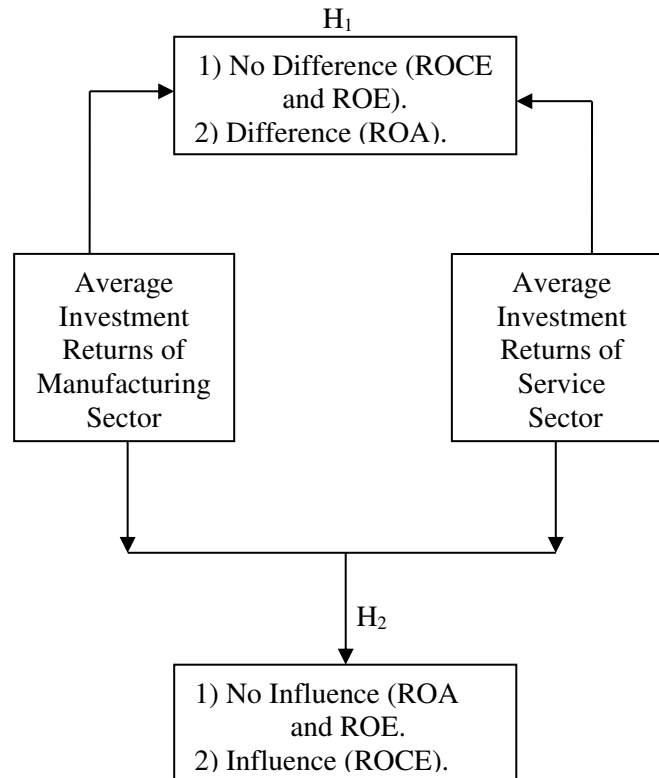 H₁
1) No Difference (ROCE
and ROE).
2) Difference (ROA).
Average
Investment
Returns of
Manufacturing
Sector
Average
Investment
Returns of
Service
Sector
H₂
1) No Influence (ROA
and ROE.
2) Influence (ROCE).